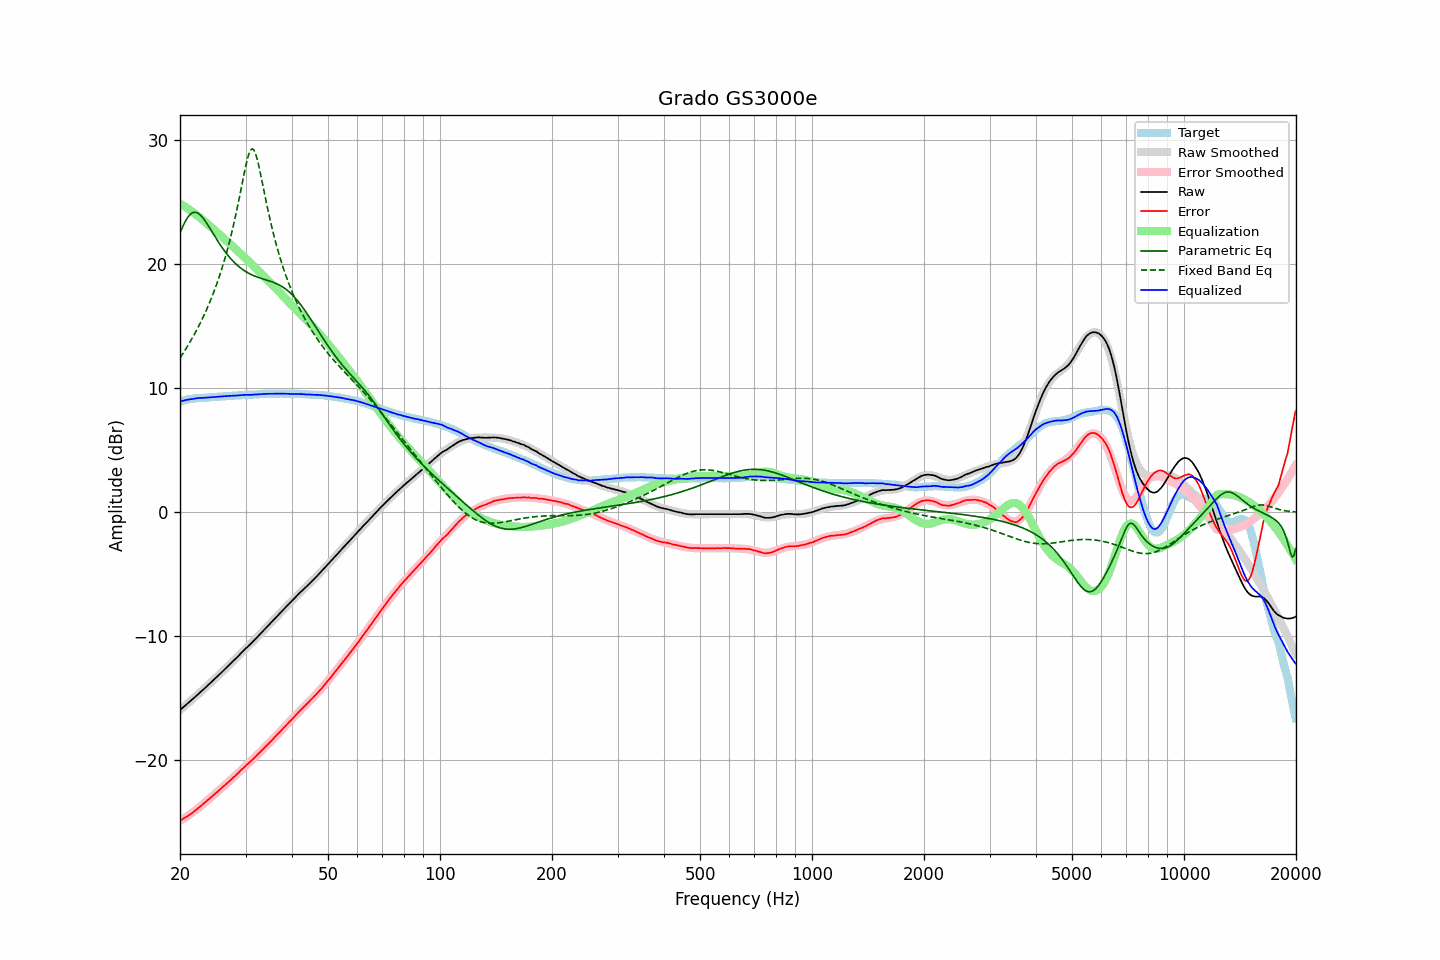 Grado GS3000e
Amplitude (dBr)
30
20
10
0
−10
−20
Target
Raw Smoothed
Error Smoothed
Raw
Error
Equalization
Parametric Eq
Fixed Band Eq
Equalized
20 50 100 200 500 1000 2000 5000 10000 20000
Frequency (Hz)